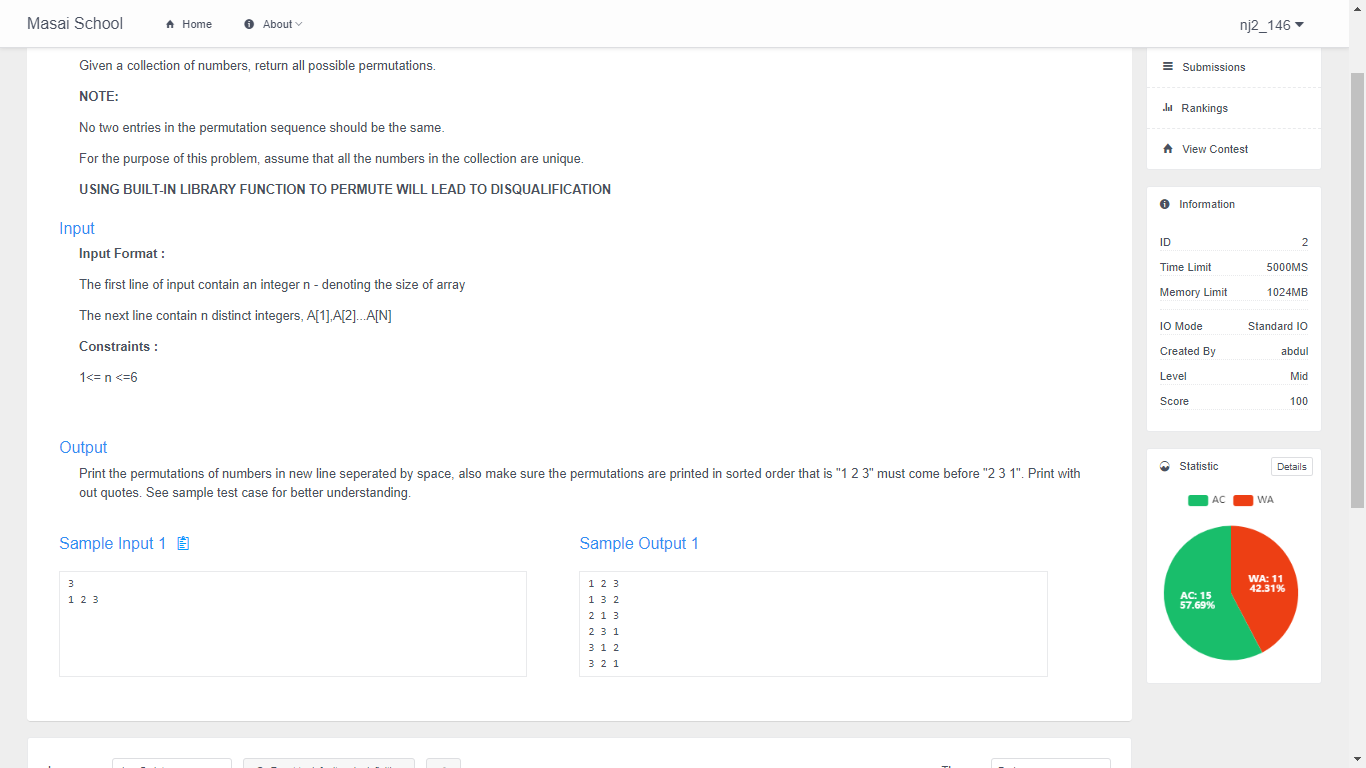 Masai School
Home
About
nj2_146
Given a collection of numbers, return all possible permutations.
NOTE:
No two entries in the permutation sequence should be the same.
For the purpose of this problem, assume that all the numbers in the collection are unique.
USING BUILT-IN LIBRARY FUNCTION TO PERMUTE WILL LEAD TO DISQUALIFICATION
Input
Input Format :
The first line of input contain an integer n - denoting the size of array
The next line contain n distinct integers, A[1],A[2]...A[N]
Constraints :
1<= n <=6
Output
Print the permutations of numbers in new line seperated by space, also make sure the permutations are printed in sorted order that is "1 2 3" must come before "2 3 1". Print with
out quotes. See sample test case for better understanding.
Sample Input 1
3
1 2 3
Sample Output 1
1 2 3
1 3 2
2 1 3
2 3 1
3 1 2
3 2 1
Submissions
Rankings
View Contest
Information
ID 2
Time Limit 5000MS
Memory Limit 1024MB
IO Mode Standard IO
Created By abdul
Level Mid
Score 100
Statistic
Details
AC WA
WA: 11
42.31%
AC: 15
57.69%